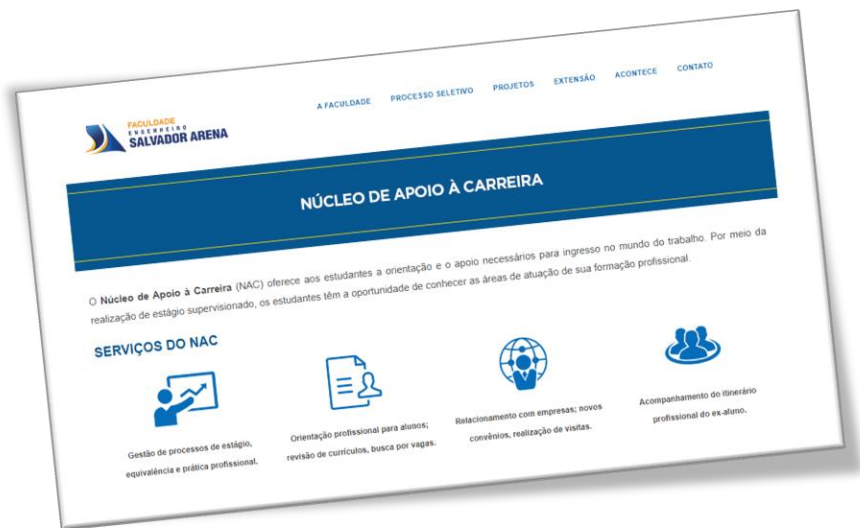 FACULDADE
ENGENHEIRO
SALVADOR ARENA
A FACULDADE PROCESSO SELETIVO PROJETOS EXTENSÃO ACONTECE CONTATO
NÚCLEO DE APOIO À CARREIRA
O Núcleo de Apoio à Carreira (NAC) oferece aos estudantes a orientação e o apoio necessários para ingresso no mundo do trabalho. Por meio da
realização de estágio supervisionado, os estudantes têm a oportunidade de conhecer as áreas de atuação de sua formação profissional.
SERVIÇOS DO NAC
Gestão de processos de estágio,
equivalência e prática profissional.
Orientação profissional para alunos;
revisão de currículos, busca por vagas.
Relacionamento com empresas; novos
convênios, realização de visitas.
Acompanhamento do itinerário
profissional do ex-aluno.